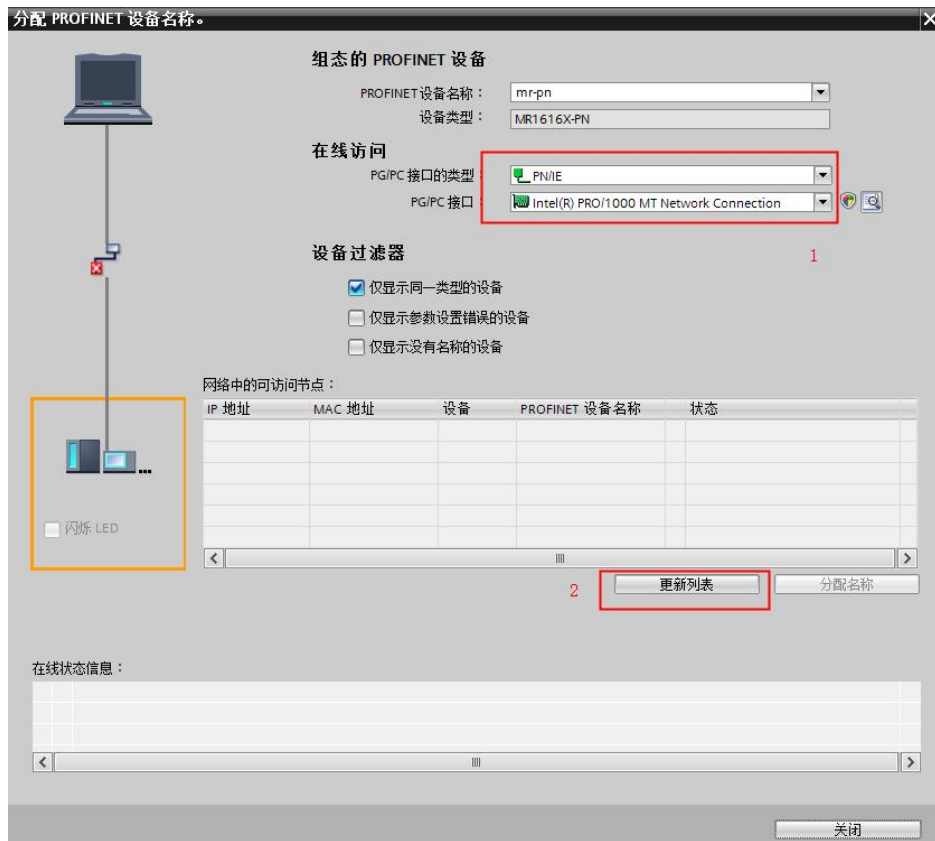 分配 PROFINET 设备名称。
组态的 PROFINET 设备
PROFINET设备名称： mr-pn
设备类型： MR1616X-PN
在线访问
PG/PC 接口的类型： PN/IE
PG/PC 接口： Intel(R) PRO/1000 MT Network Connection
1
设备过滤器
仅显示同一类型的设备
仅显示参数设置错误的设备
仅显示没有名称的设备
网络中的可访问节点：
IP 地址 MAC 地址 设备 PROFINET 设备名称 状态
闪烁 LED
2 更新列表 分配名称
在线状态信息：
关闭